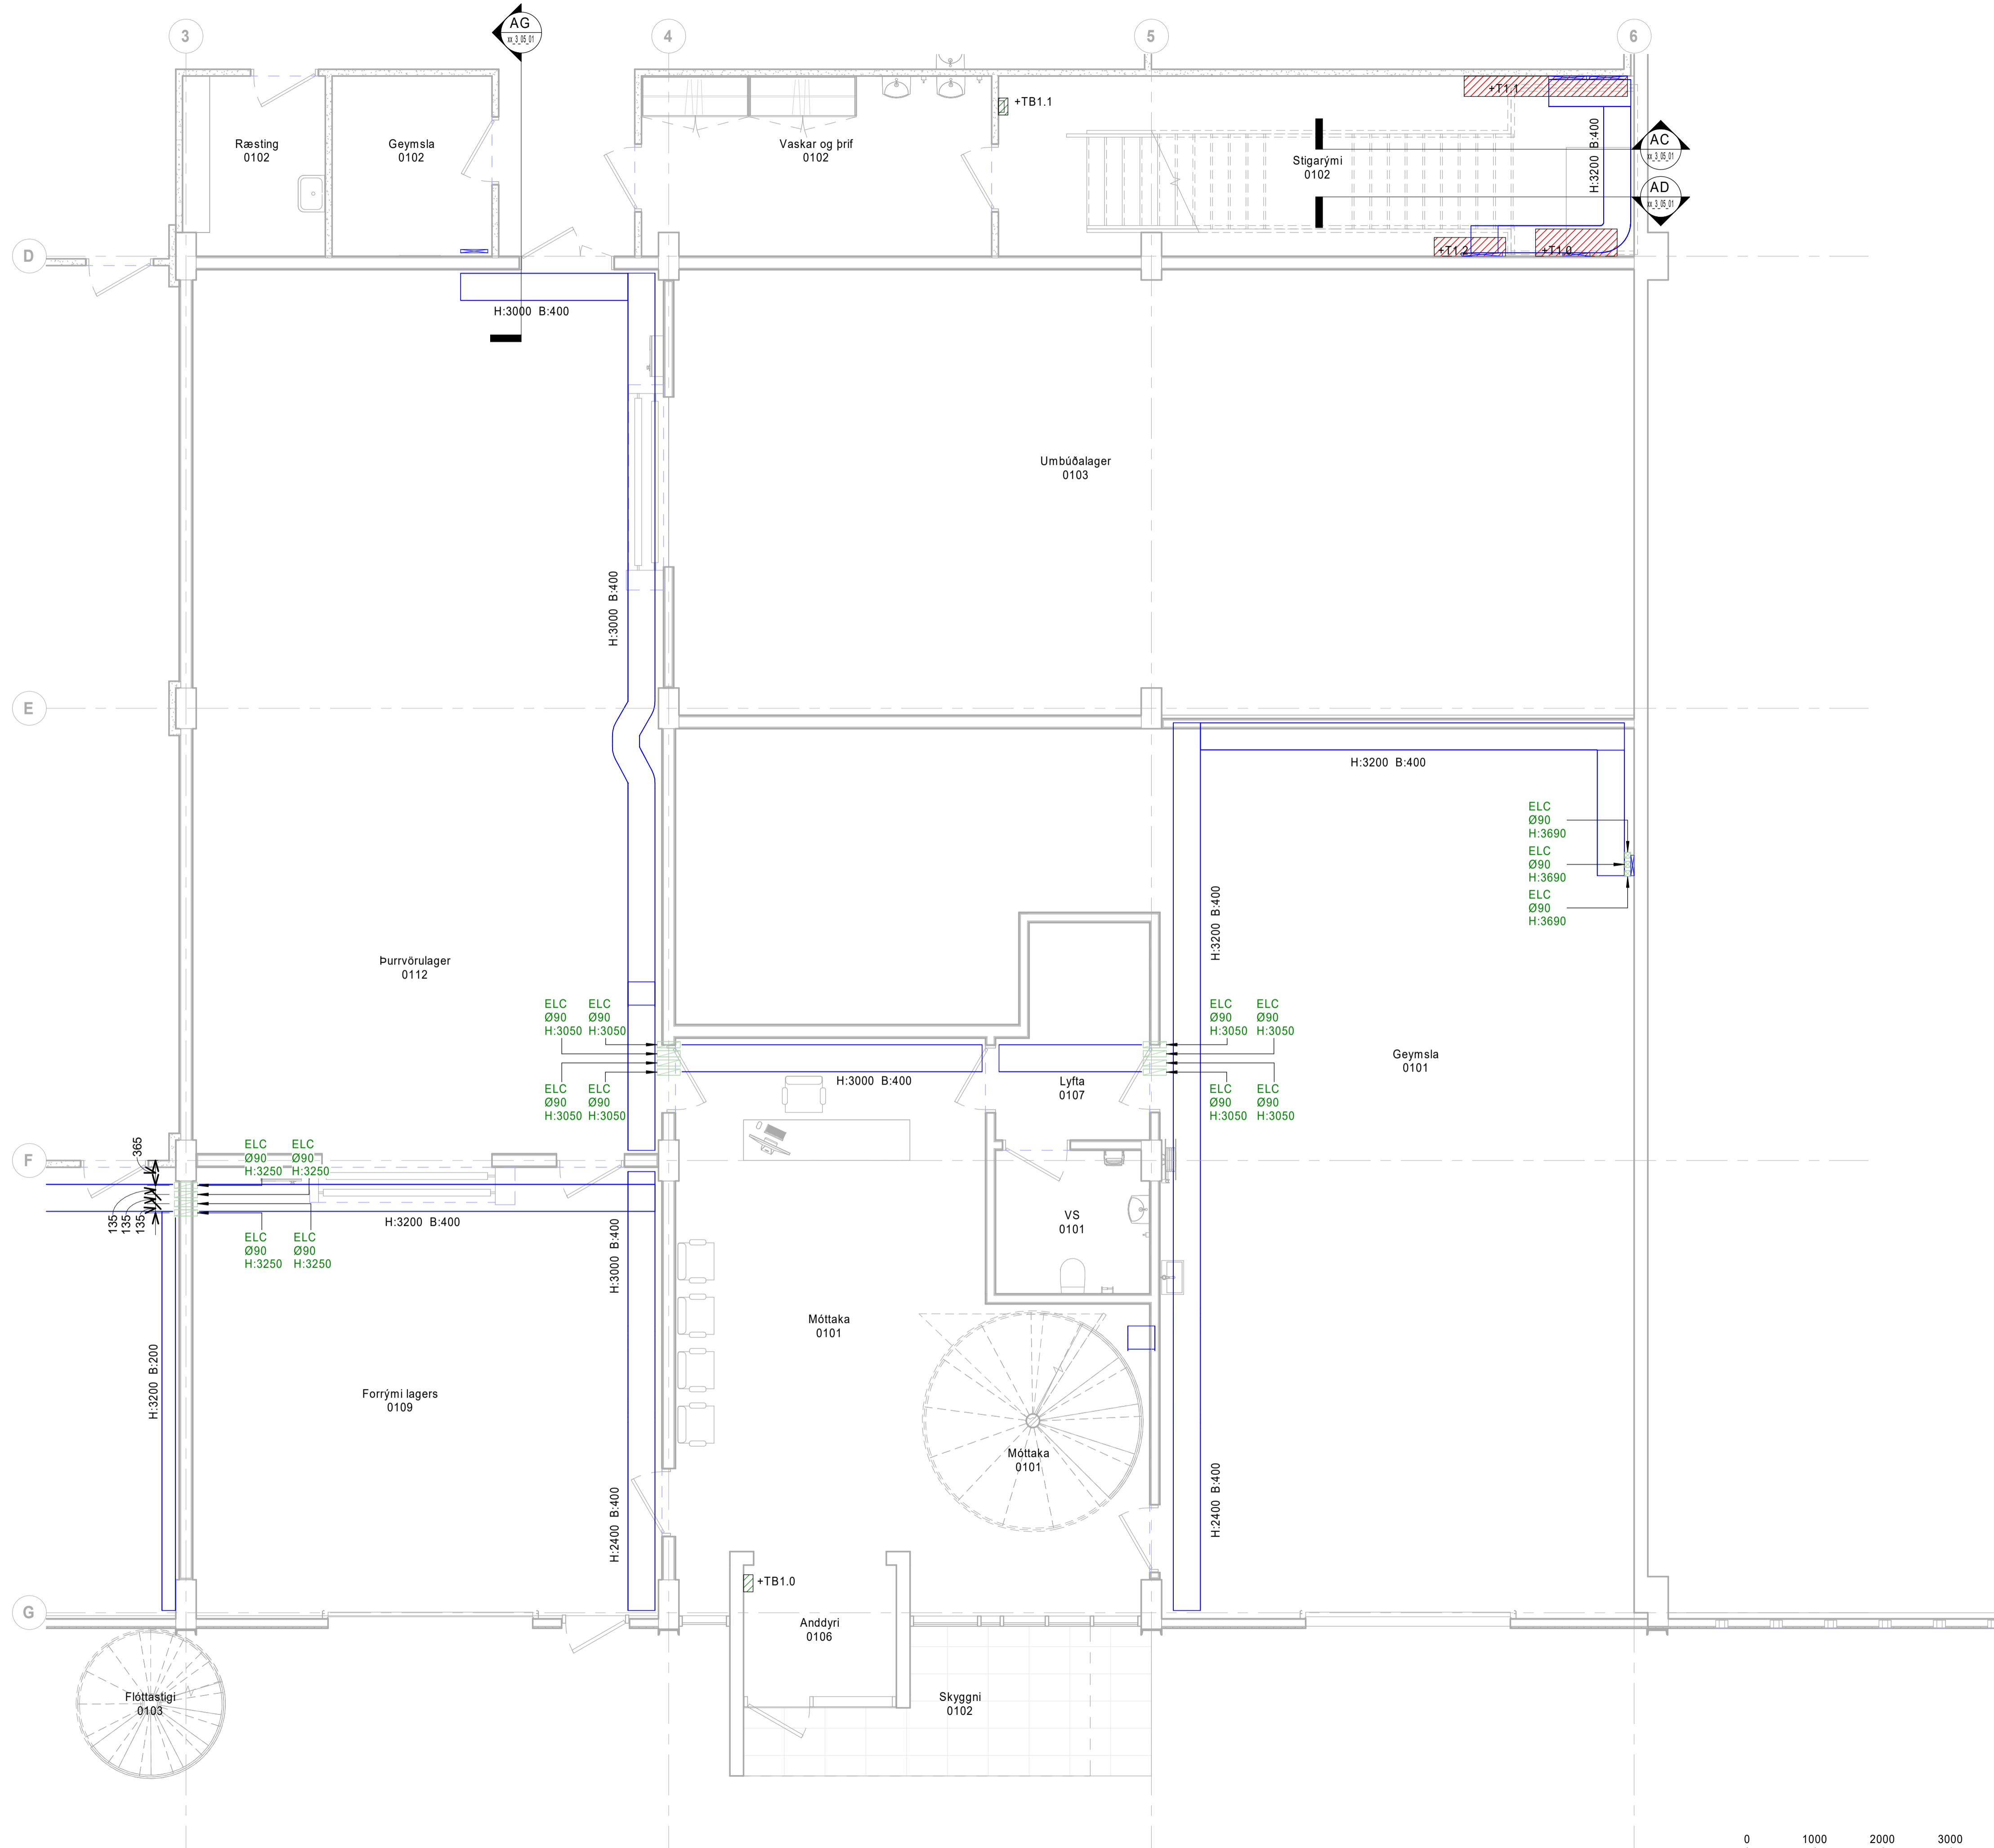 3
AG
xx_3_05_01
4
5
6
+T1.1
+TB1.1
Ræsting
0102
Geymsla
0102
Vaskar og þrif
0102
Stigarými
0102
H:3200 B:400
AC
xx_3_05_01
AD
xx_3_05_01
D
+T1.2
+T1.0
H:3000 B:400
Umbúðalager
0103
H:3000 B:400
E
H:3200 B:400
ELC
Ø90
H:3690
ELC
Ø90
H:3690
ELC
Ø90
H:3690
H:3200 B:400
Þurrvörulager
0112
ELC
Ø90
H:3050
ELC
Ø90
H:3050
ELC
Ø90
H:3050
ELC
Ø90
H:3050
Geymsla
0101
H:3000 B:400
Lyfta
0107
ELC
Ø90
H:3050
ELC
Ø90
H:3050
ELC
Ø90
H:3050
ELC
Ø90
H:3050
F
365
ELC
Ø90
H:3250
ELC
Ø90
H:3250
135
135
135
H:3200 B:400
VS
0101
ELC
Ø90
H:3250
ELC
Ø90
H:3250
H:3000 B:400
Móttaka
0101
H:3200 B:200
Forrými lagers
0109
Móttaka
0101
H:2400 B:400
H:2400 B:400
+TB1.0
G
Anddyri
0106
Flóttastigi
0103
Skyggni
0102
0 1000 2000 3000